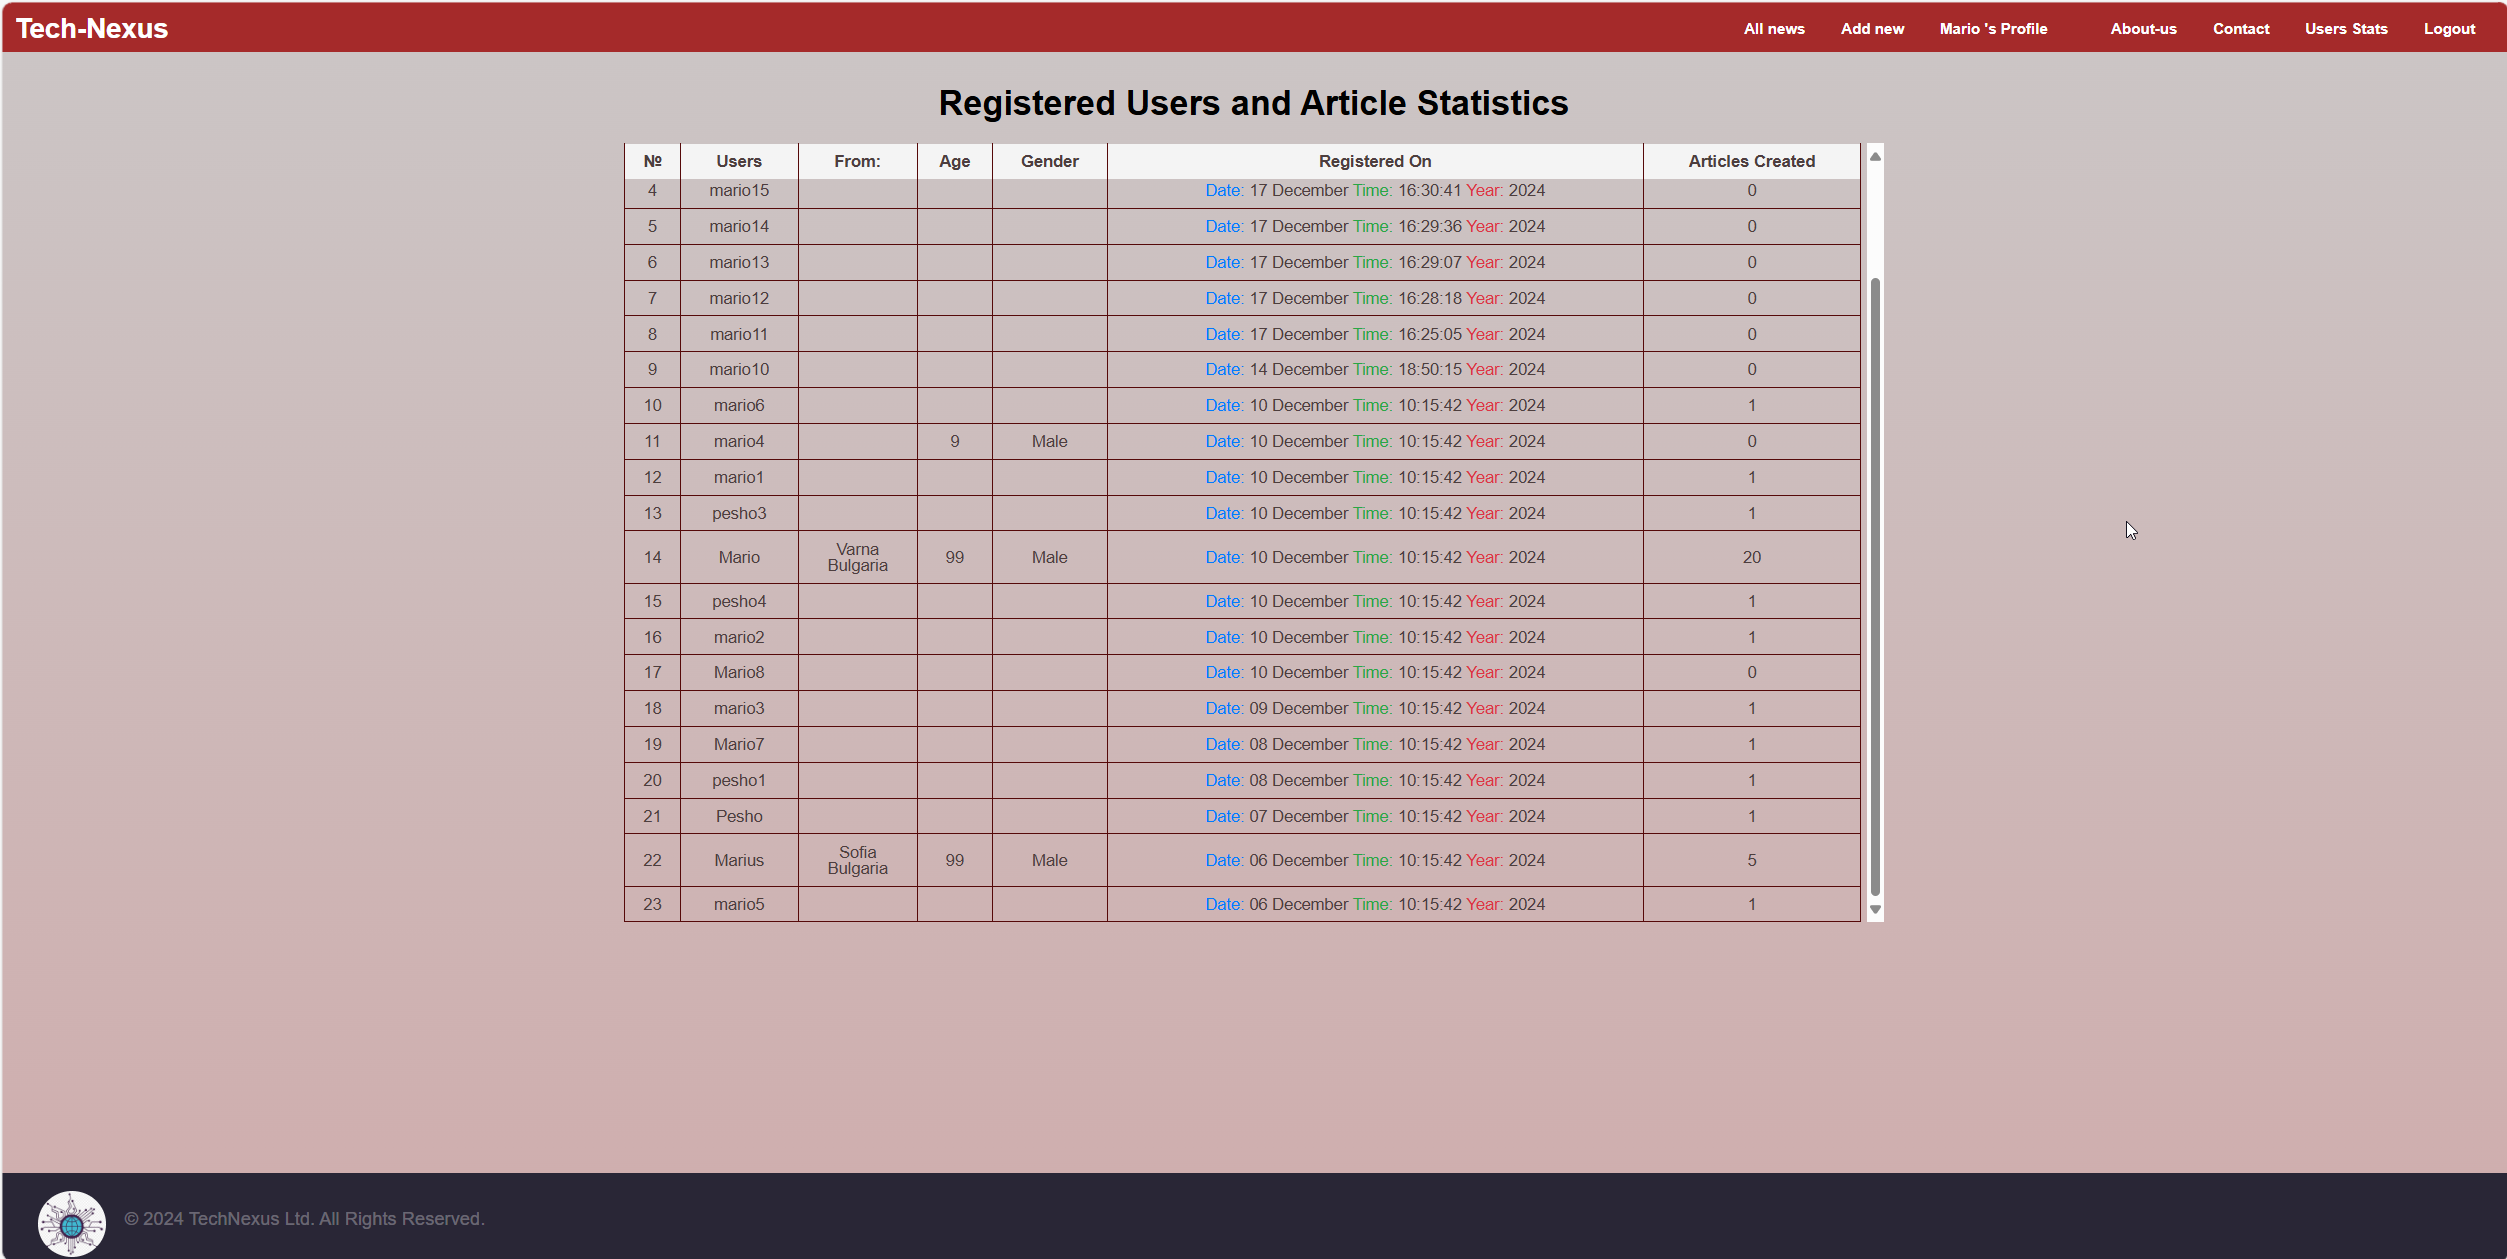 Tech-Nexus
All news Add new Mario 's Profile About-us Contact Users Stats Logout
Registered Users and Article Statistics
№ Users From: Age Gender Registered On Articles Created
4 mario15 Date: 17 December Time: 16:30:41 Year: 2024 0
5 mario14 Date: 17 December Time: 16:29:36 Year: 2024 0
6 mario13 Date: 17 December Time: 16:29:07 Year: 2024 0
7 mario12 Date: 17 December Time: 16:28:18 Year: 2024 0
8 mario11 Date: 17 December Time: 16:25:05 Year: 2024 0
9 mario10 Date: 14 December Time: 18:50:15 Year: 2024 0
10 mario6 Date: 10 December Time: 10:15:42 Year: 2024 1
11 mario4 9 Male Date: 10 December Time: 10:15:42 Year: 2024 0
12 mario1 Date: 10 December Time: 10:15:42 Year: 2024 1
13 pesho3 Date: 10 December Time: 10:15:42 Year: 2024 1
14 Mario Varna Bulgaria 99 Male Date: 10 December Time: 10:15:42 Year: 2024 20
15 pesho4 Date: 10 December Time: 10:15:42 Year: 2024 1
16 mario2 Date: 10 December Time: 10:15:42 Year: 2024 1
17 Mario8 Date: 10 December Time: 10:15:42 Year: 2024 0
18 mario3 Date: 09 December Time: 10:15:42 Year: 2024 1
19 Mario7 Date: 08 December Time: 10:15:42 Year: 2024 1
20 pesho1 Date: 08 December Time: 10:15:42 Year: 2024 1
21 Pesho Date: 07 December Time: 10:15:42 Year: 2024 1
22 Marius Sofia Bulgaria 99 Male Date: 06 December Time: 10:15:42 Year: 2024 5
23 mario5 Date: 06 December Time: 10:15:42 Year: 2024 1
© 2024 TechNexus Ltd. All Rights Reserved.